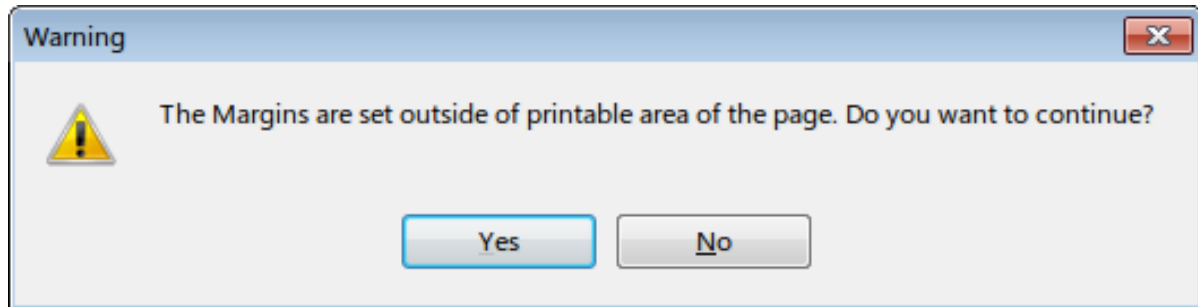 Warning
The Margins are set outside of printable area of the page. Do you want to continue?
Yes
No